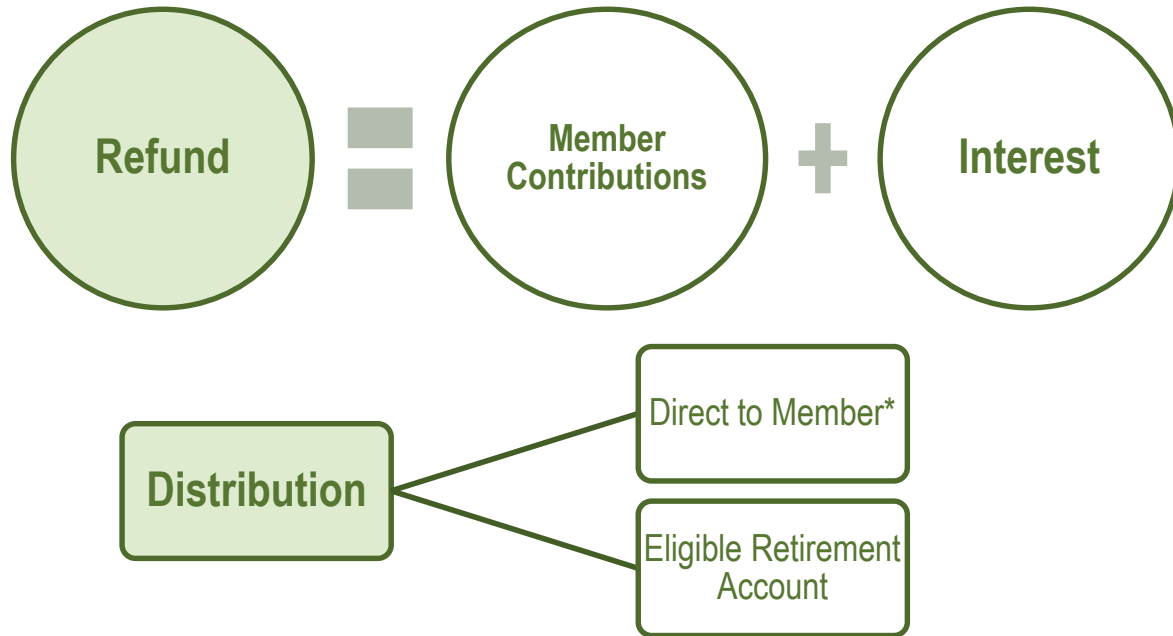 Refund
=
Member
Contributions
+
Interest
Distribution
Direct to Member*
Eligible Retirement
Account